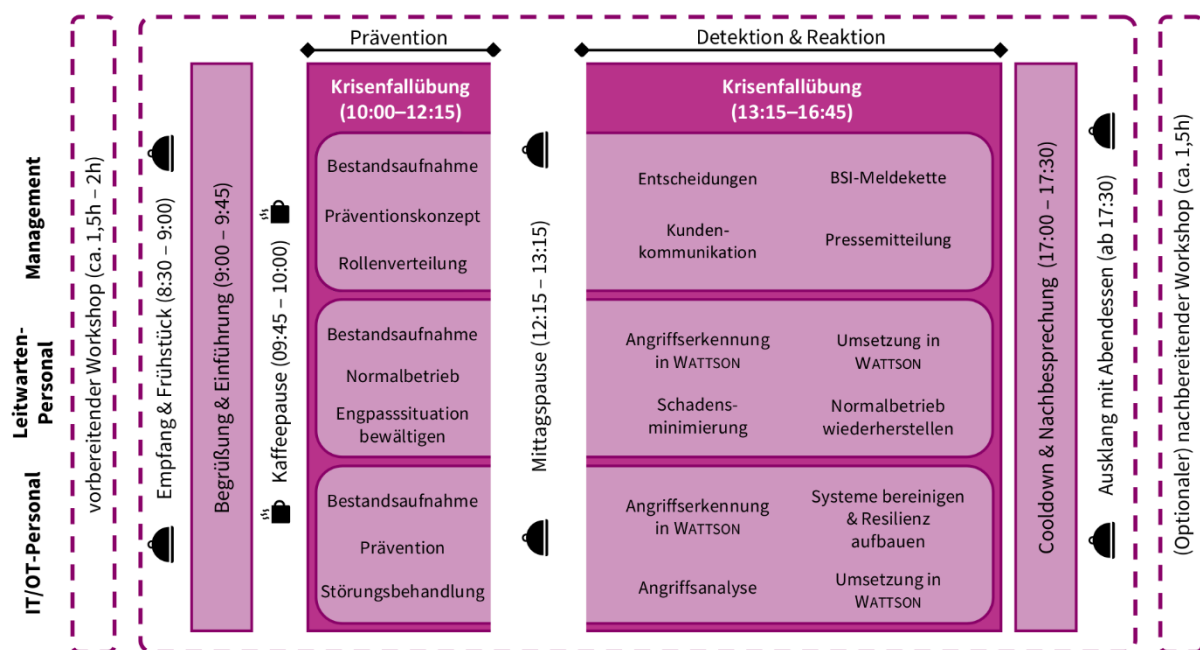 Prävention
Detektion & Reaktion
Management
Leitwarten-
Personal
IT/OT-Personal
vorbereitender Workshop (ca. 1,5h – 2h)
Empfang & Frühstück (8:30 – 9:00)
Begrüßung & Einführung (9:00 – 9:45)
Kaffeepause (09:45 – 10:00)
Krisenfallübung
(10:00–12:15)
Bestandsaufnahme
Präventionskonzept
Rollenverteilung
Bestandsaufnahme
Normalbetrieb
Engpasssituation
bewältigen
Bestandsaufnahme
Prävention
Störungsbehandlung
Mittagspause (12:15 – 13:15)
Krisenfallübung
(13:15–16:45)
Entscheidungen
BSI-Meldekette
Kunden-
kommunikation
Pressemitteilung
Angriffserkennung
in WATTSON
Umsetzung in
WATTSON
Schadens-
minimierung
Normalbetrieb
wiederherstellen
Angriffserkennung
in WATTSON
Systeme bereinigen
& Resilienz
aufbauen
Angriffsanalyse
Umsetzung in
WATTSON
Cooldown & Nachbesprechung (17:00 – 17:30)
Ausklang mit Abendessen (ab 17:30)
(Optionaler) nachbereitender Workshop (ca. 1,5h)